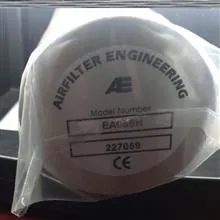 AIRFILTER ENGINEERING
AE
Model Number
227059
CE